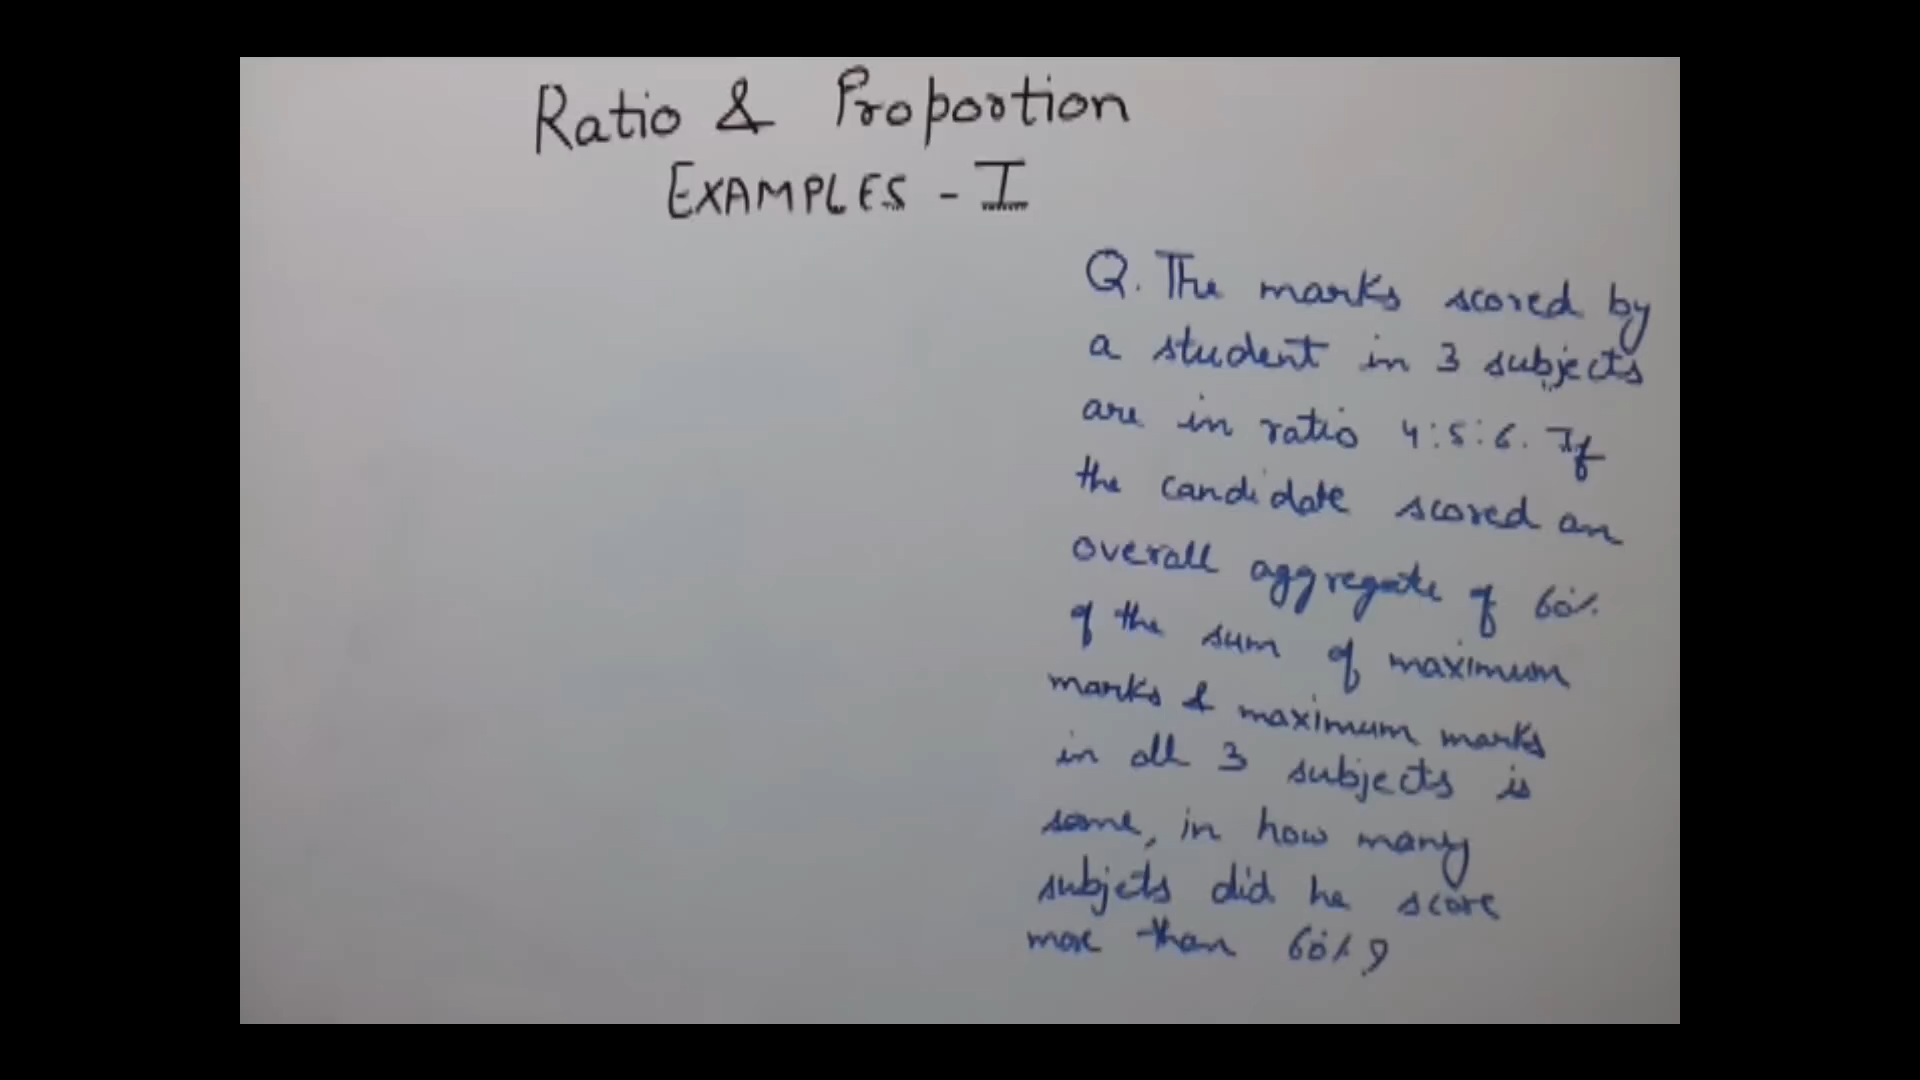 Ratio & Proportion
EXAMPLES - I
Q. The marks scored by
a student in 3 subjects
are in ratio 4:5:6. If
the candidate scored an
overall aggregate of 60%
of the sum of maximum
marks & maximum marks
in all 3 subjects is
same, in how many
subjects did he score
more than 60%?